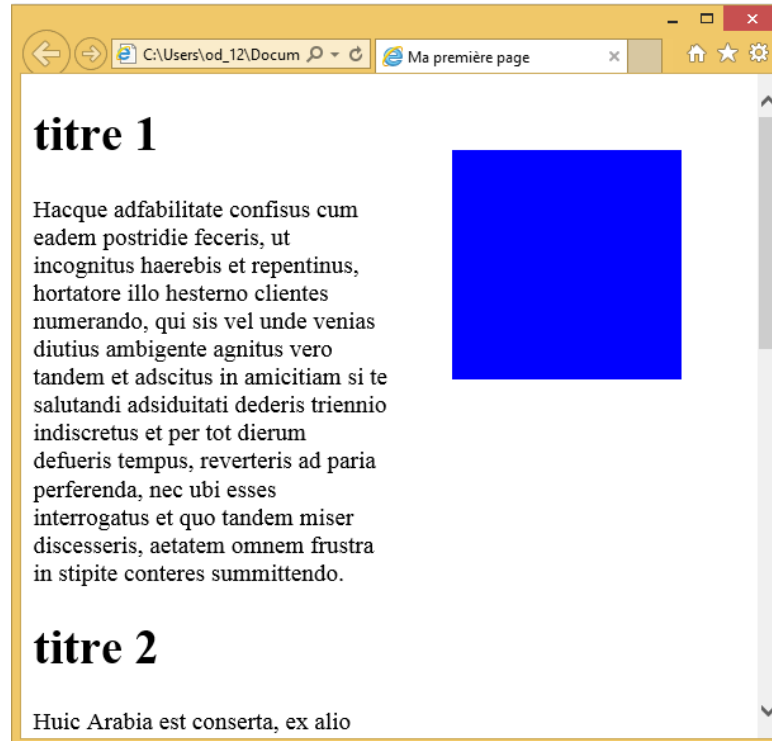 C:\Users\od_12\Docum
Ma première page
titre 1
Hacque adfabilitate confisus cum
eadem postridie feceris, ut
incognitus haerebis et repentinus,
hortatore illo hesterno clientes
numerando, qui sis vel unde venias
diutius ambigente agnitus vero
tandem et adscitus in amicitiam si te
salutandi adsiduitati dederis triennio
indiscretus et per tot dierum
defueris tempus, reverteris ad paria
perferenda, nec ubi esses
interrogatus et quo tandem miser
discesseris, aetatem omnem frustra
in stipite conteres summittendo.
titre 2
Huic Arabia est conserta, ex alio